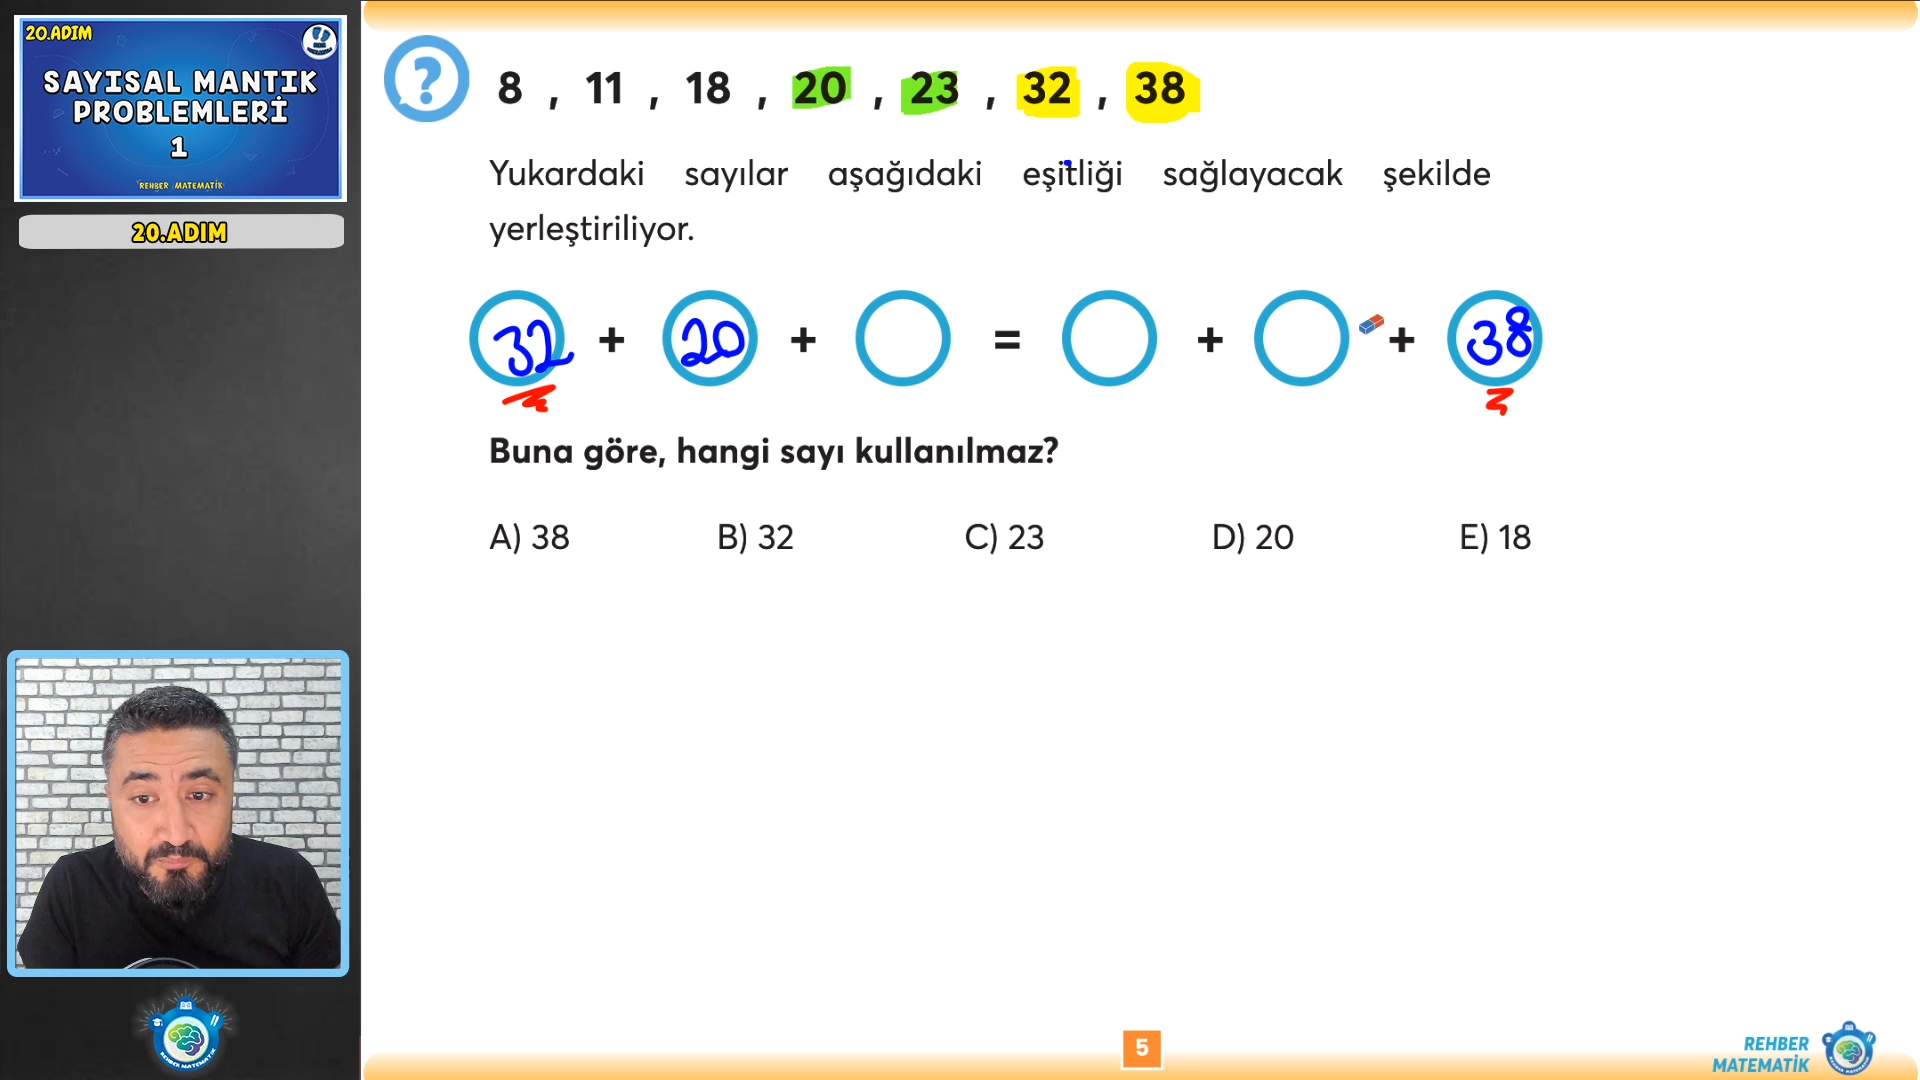 20.ADIM
SAYISAL MANTIK
PROBLEMLERİ
1
REHBER MATEMATİK
20.ADIM
8 , 11 , 18 , 20 , 23 , 32 , 38
Yukardaki sayılar aşağıdaki eşitliği sağlayacak şekilde
yerleştiriliyor.
32 + 20 + = + + 38
Buna göre, hangi sayı kullanılmaz?
A) 38 B) 32 C) 23 D) 20 E) 18
REHBER MATEMATİK
5
REHBER
MATEMATİK